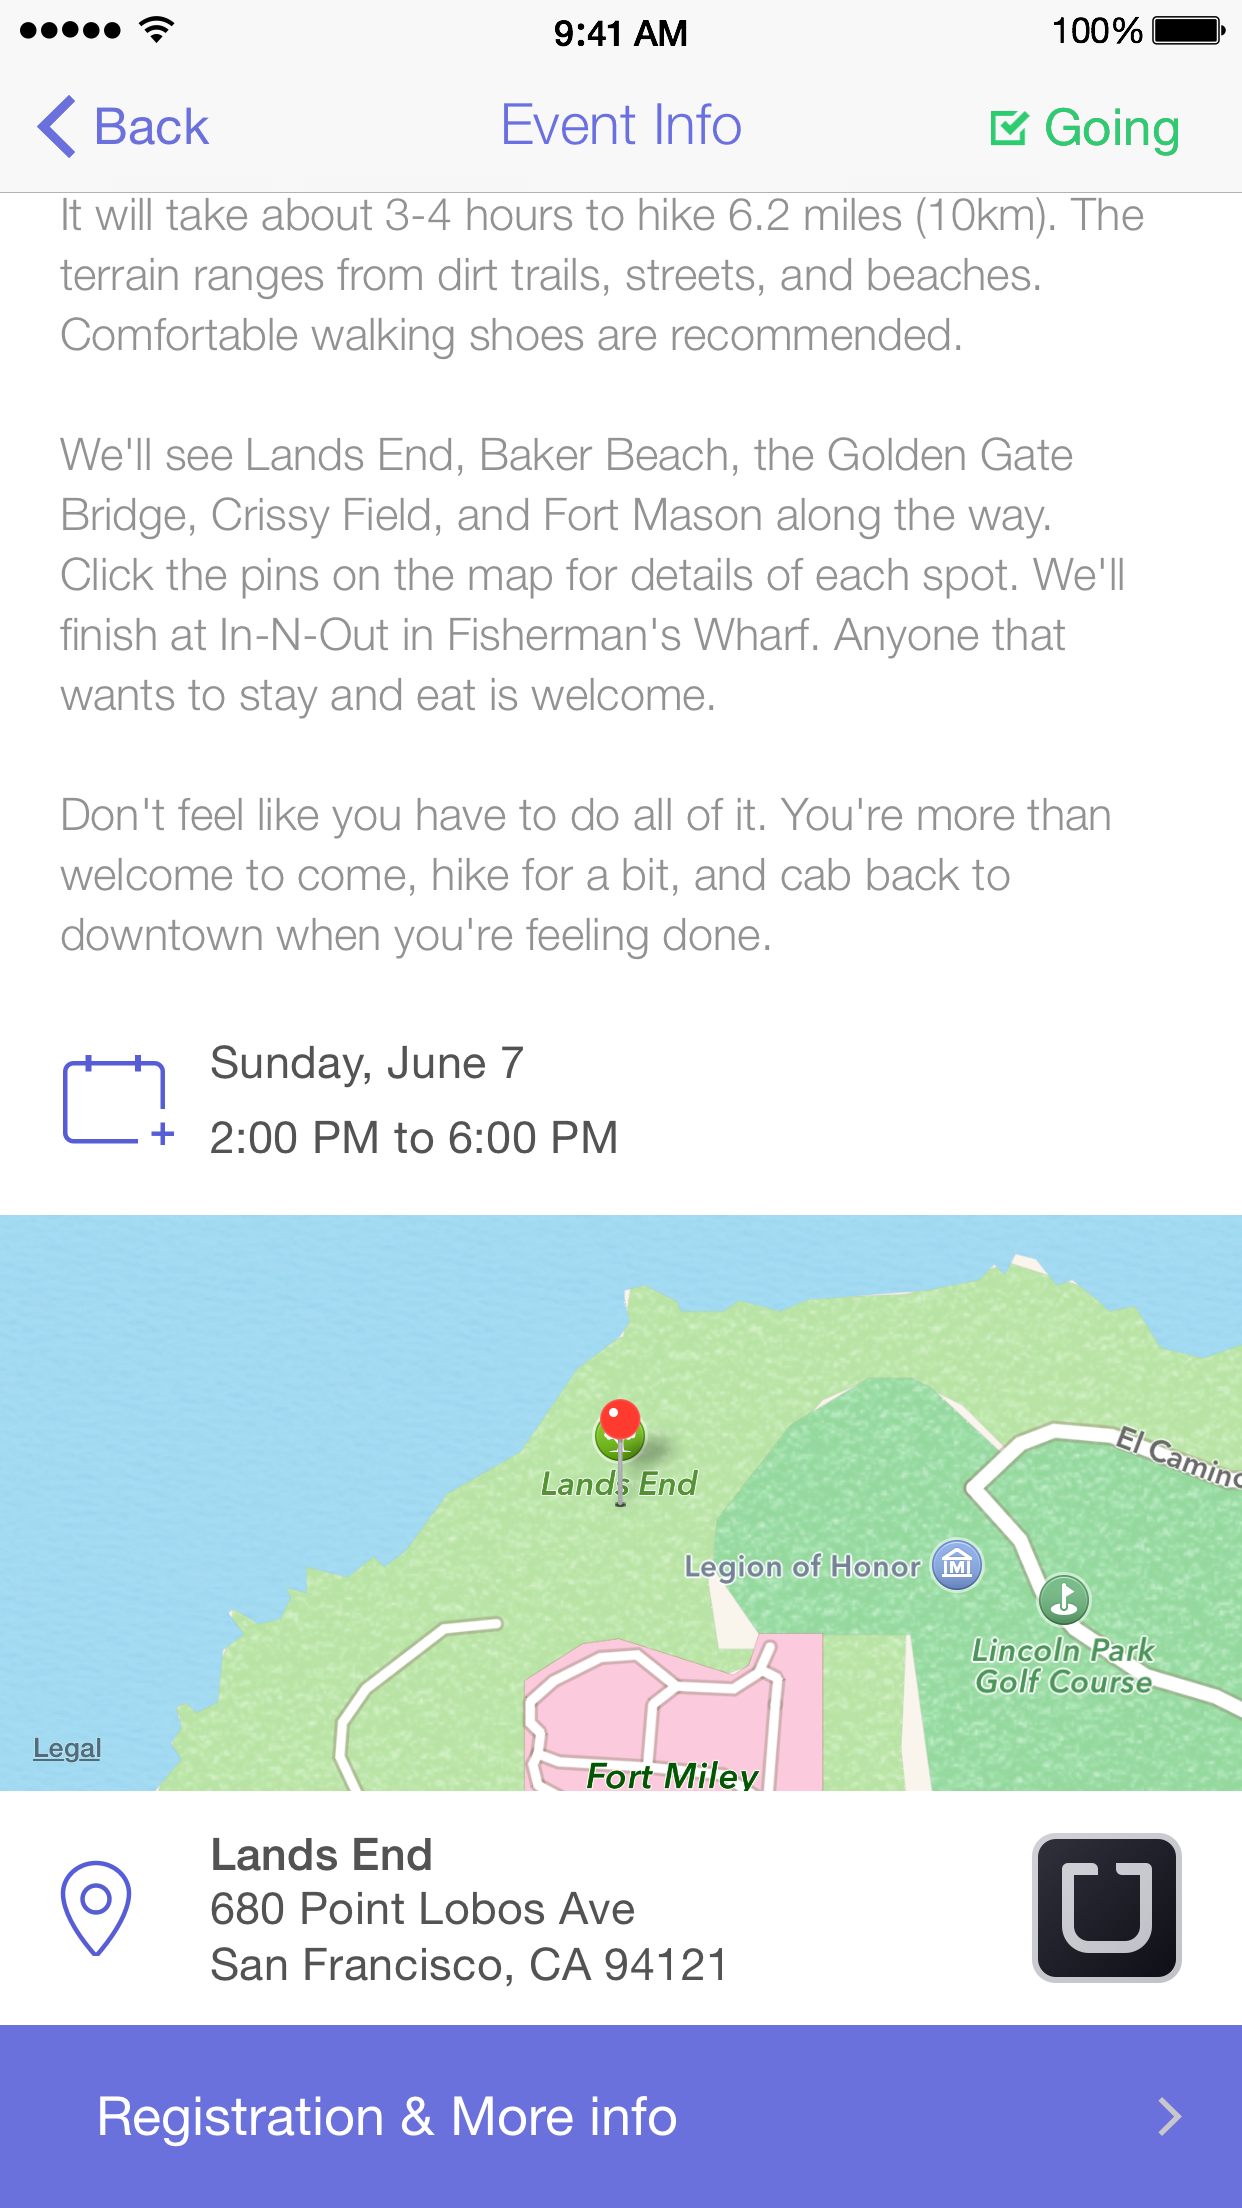 9:41 AM
100%
Back
Event Info
Going
It will take about 3-4 hours to hike 6.2 miles (10km). The
terrain ranges from dirt trails, streets, and beaches.
Comfortable walking shoes are recommended.
We'll see Lands End, Baker Beach, the Golden Gate
Bridge, Crissy Field, and Fort Mason along the way.
Click the pins on the map for details of each spot. We'll
finish at In-N-Out in Fisherman's Wharf. Anyone that
wants to stay and eat is welcome.
Don't feel like you have to do all of it. You're more than
welcome to come, hike for a bit, and cab back to
downtown when you're feeling done.
Sunday, June 7
2:00 PM to 6:00 PM
El Camino
Lands End
Legion of Honor
Lincoln Park
Golf Course
Legal
Fort Miley
Lands End
680 Point Lobos Ave
San Francisco, CA 94121
Registration & More info